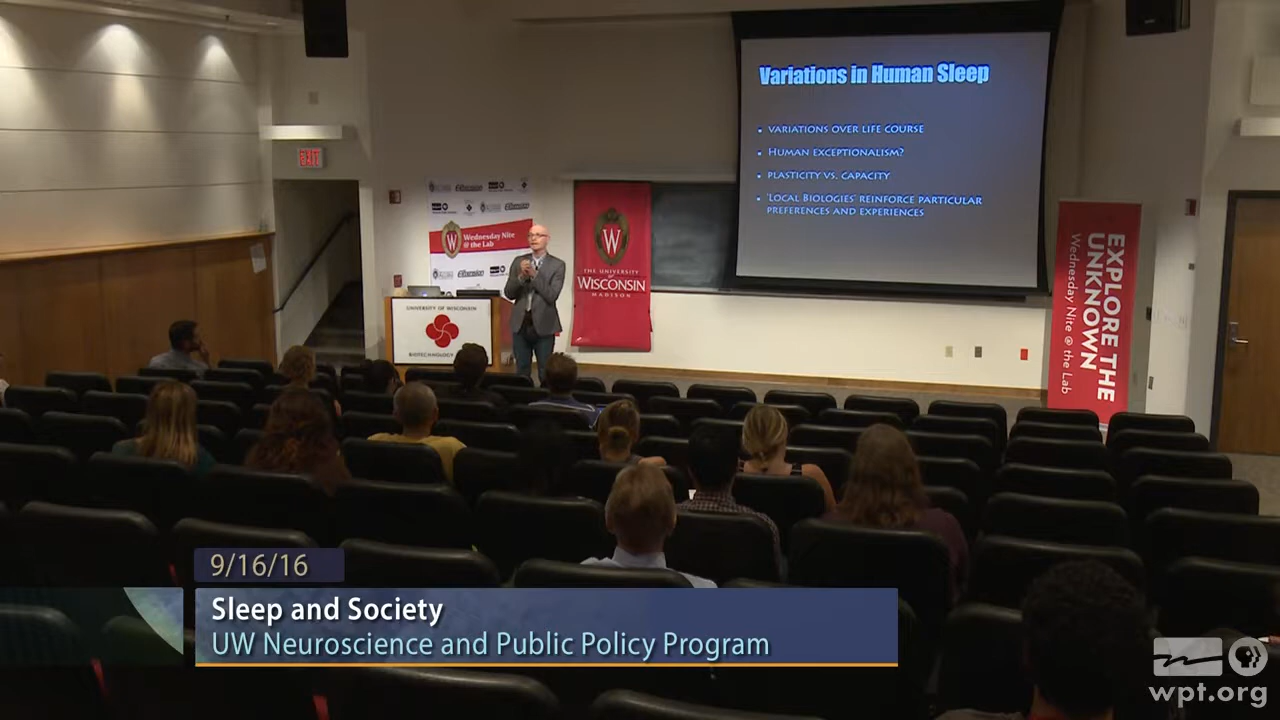 Variations in Human Sleep
VARIATIONS OVER LIFE COURSE
HUMAN EXCEPTIONALISM?
PLASTICITY VS. CAPACITY
'LOCAL BIOLOGIES' REINFORCE PARTICULAR
PREFERENCES AND EXPERIENCES
EXIT
Wednesday Nite
@ the Lab
W
THE UNIVERSITY
of
WISCONSIN
MADISON
UNIVERSITY OF WISCONSIN
BIOTECHNOLOGY
EXPLORE THE
UNKNOWN
Wednesday Nite @ the Lab
9/16/16
Sleep and Society
UW Neuroscience and Public Policy Program
PBS
wpt.org